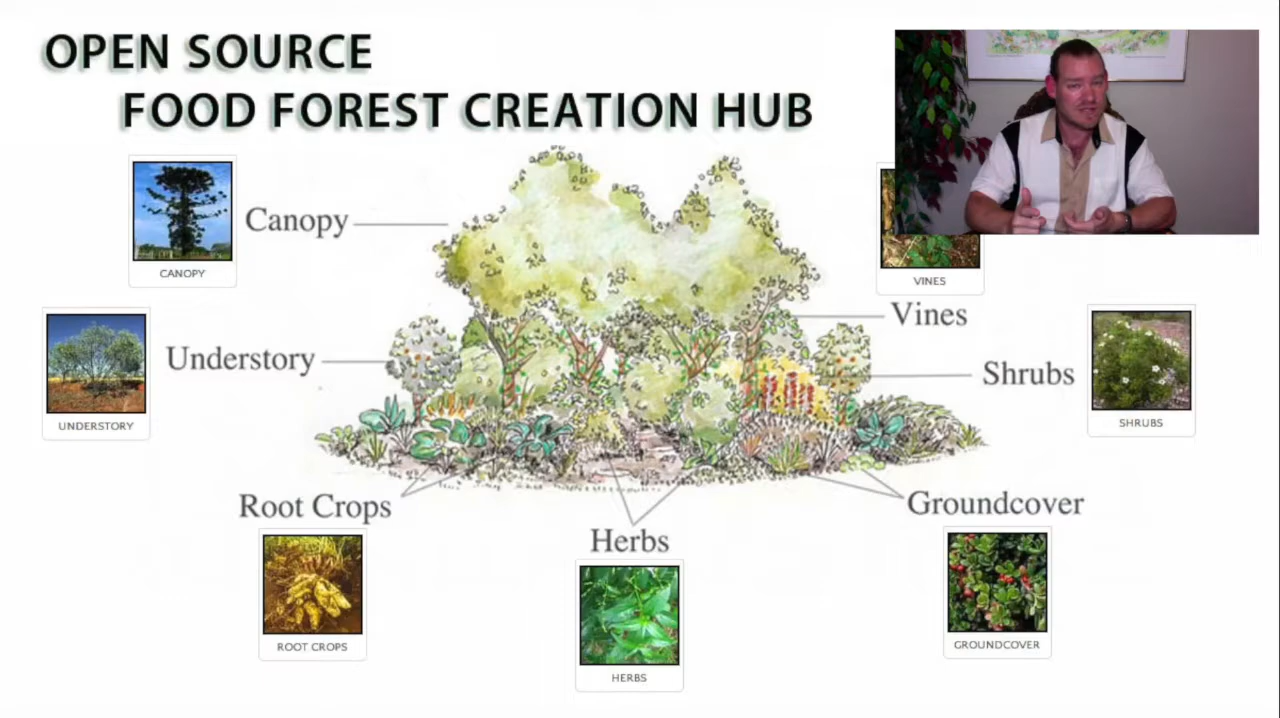 OPEN SOURCE
FOOD FOREST CREATION HUB
CANOPY
Canopy
VINES
Vines
UNDERSTORY
Understory
Shrubs
SHRUBS
Root Crops
Groundcover
Herbs
ROOT CROPS
HERBS
GROUNDCOVER